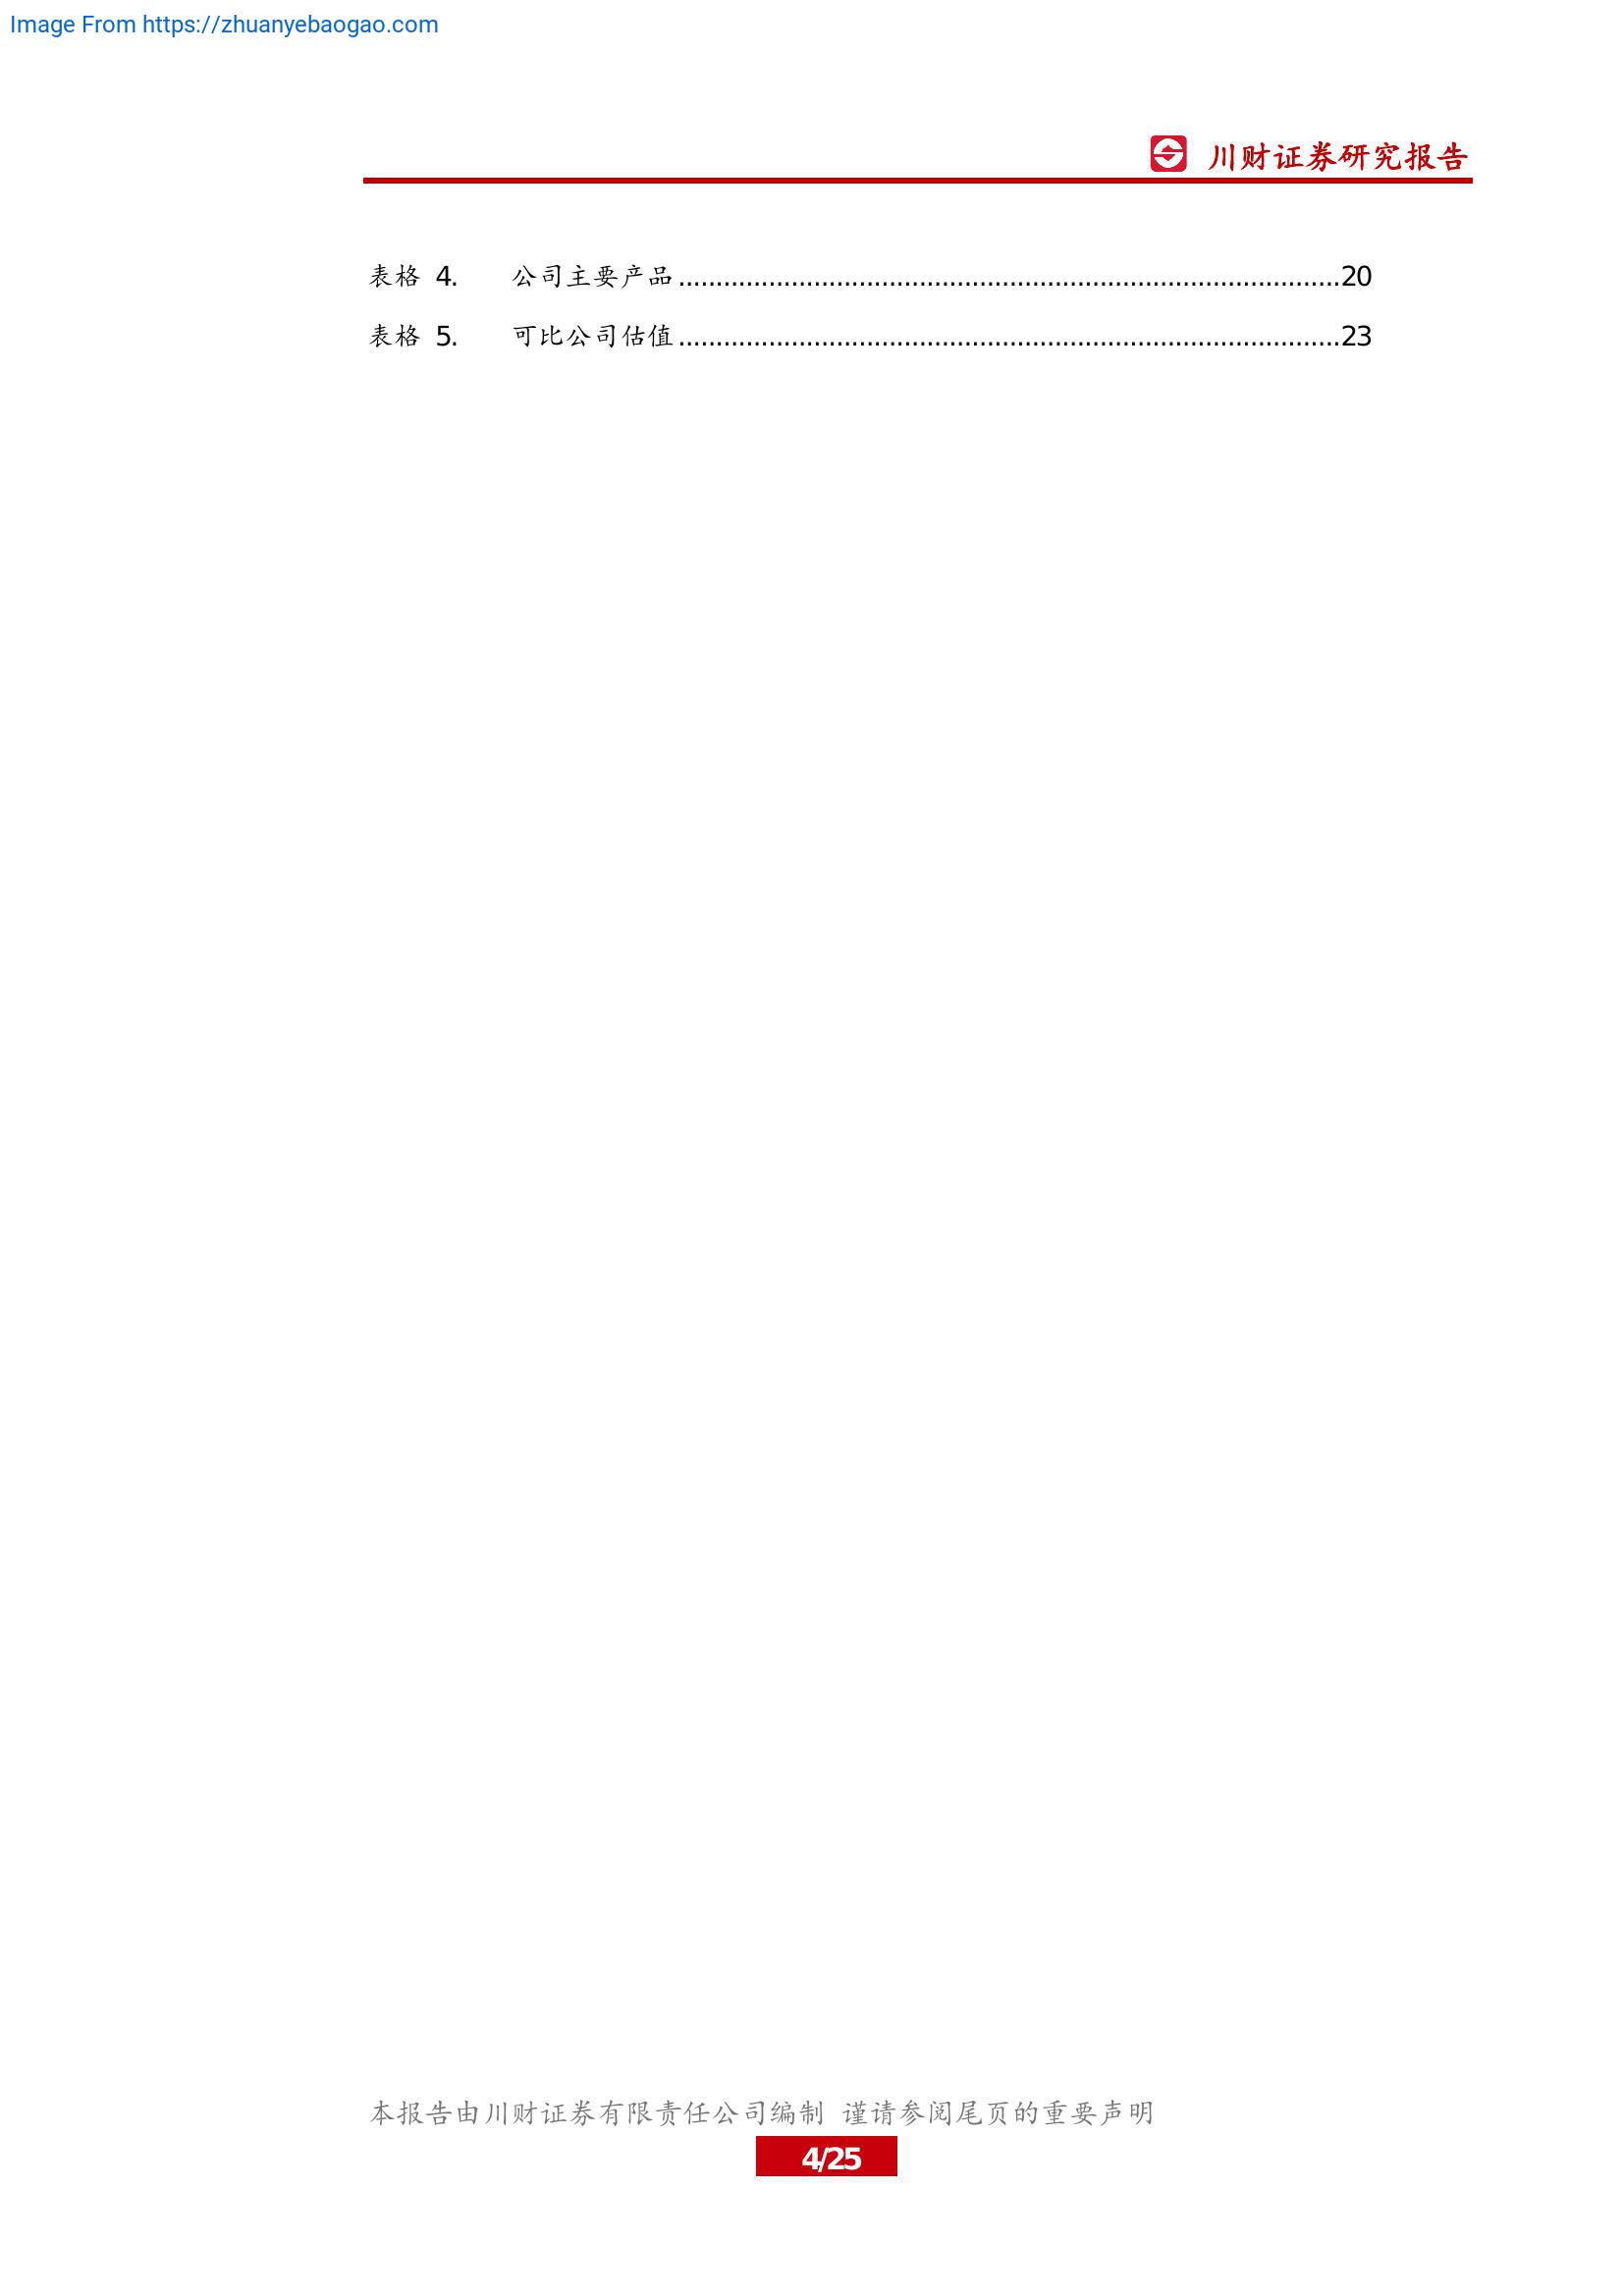 Image From https://zhuanyebaogao.com
川财证券研究报告
表格 4. 公司主要产品........................................................................................20
表格 5. 可比公司估值........................................................................................23
本报告由川财证券有限责任公司编制 谨请参阅尾页的重要声明
4/25